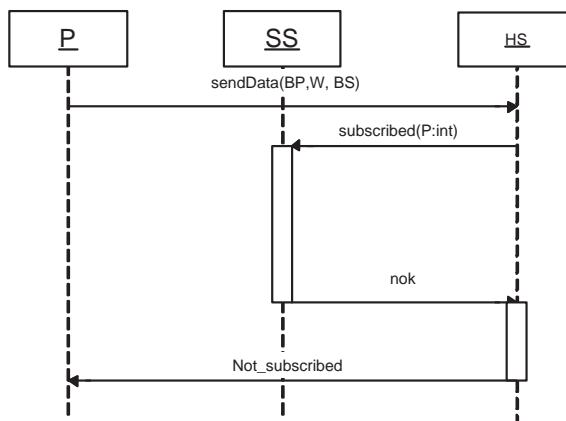 P
SS
HS
sendData(BP,W, BS)
subscribed(P:int)
nok
Not_subscribed